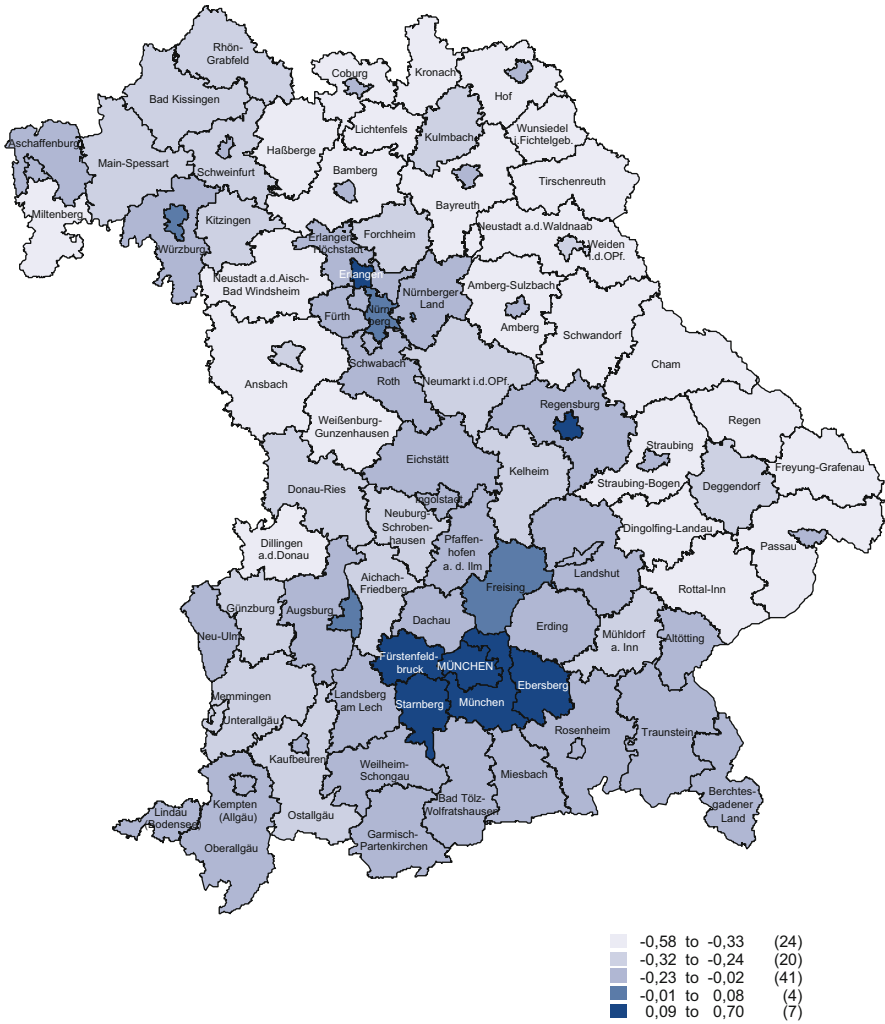 Rhön-
Grabfeld
Coburg
Kronach
Hof
Bad Kissingen
Lichtenfels
Kulmbach
Wunsiedel
i.Fichtelgeb.
Aschaffenburg
Main-Spessart
Schweinfurt
Haßberge
Bamberg
Bayreuth
Tirschenreuth
Miltenberg
Kitzingen
Würzburg
Erlangen-
Höchstadt
Forchheim
Neustadt a.d.Waldnaab
Weiden
i.d.OPf.
Neustadt a.d.Aisch-
Bad Windsheim
Erlangen
Nürnberger
Land
Amberg-Sulzbach
Amberg
Fürth
Nürn
berg
Schwandorf
Cham
Ansbach
Schwabach
Roth
Neumarkt i.d.OPf.
Weißenburg-
Gunzenhausen
Regensburg
Regen
Straubing
Straubing-Bogen
Freyung-Grafenau
Eichstätt
Kelheim
Deggendorf
Donau-Ries
Ingolstadt
Neuburg-
Schroben-
hausen
Pfaffen-
hofen
a. d. Ilm
Dingolfing-Landau
Passau
Dillingen
a.d.Donau
Aichach-
Friedberg
Freising
Landshut
Rottal-Inn
Günzburg
Augsburg
Dachau
Erding
Mühldorf
a. Inn
Altötting
Neu-Ulm
Fürstenfeld-
bruck
MÜNCHEN
Ebersberg
Memmingen
Unterallgäu
Landsberg
am Lech
Starnberg
München
Rosenheim
Traunstein
Kaufbeuren
Weilheim-
Schongau
Miesbach
Berchtes-
gadener
Land
Lindau
(Bodensee)
Kempten
(Allgäu)
Ostallgäu
Bad Tölz-
Wolfratshausen
Oberallgäu
Garmisch-
Partenkirchen
-0,58 to -0,33 (24)
-0,32 to -0,24 (20)
-0,23 to -0,02 (41)
-0,01 to 0,08 (4)
0,09 to 0,70 (7)